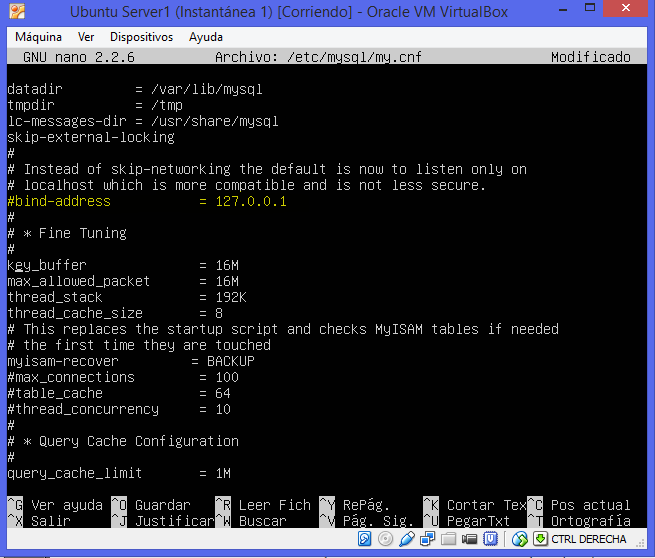 Ubuntu Server1 (Instantánea 1) [Corriendo] - Oracle VM VirtualBox
Máquina Ver Dispositivos Ayuda
GNU nano 2.2.6 Archivo: /etc/mysql/my.cnf Modificado
datadir = /var/lib/mysql
tmpdir = /tmp
lc-messages-dir = /usr/share/mysql
skip-external-locking
#
# Instead of skip-networking the default is now to listen only on
# localhost which is more compatible and is not less secure.
#bind-address = 127.0.0.1
#
# * Fine Tuning
#
key_buffer = 16M
max_allowed_packet = 16M
thread_stack = 192K
thread_cache_size = 8
# This replaces the startup script and checks MyISAM tables if needed
# the first time they are touched
myisam-recover = BACKUP
#max_connections = 100
#table_cache = 64
#thread_concurrency = 10
#
# * Query Cache Configuration
#
query_cache_limit = 1M
^G Ver ayuda ^O Guardar ^R Leer Fich ^Y RePág. ^K Cortar Tex ^C Pos actual
^X Salir ^J Justificar ^W Buscar ^V Pág. Sig. ^U PegarTxt ^T Ortografía
CTRL DERECHA